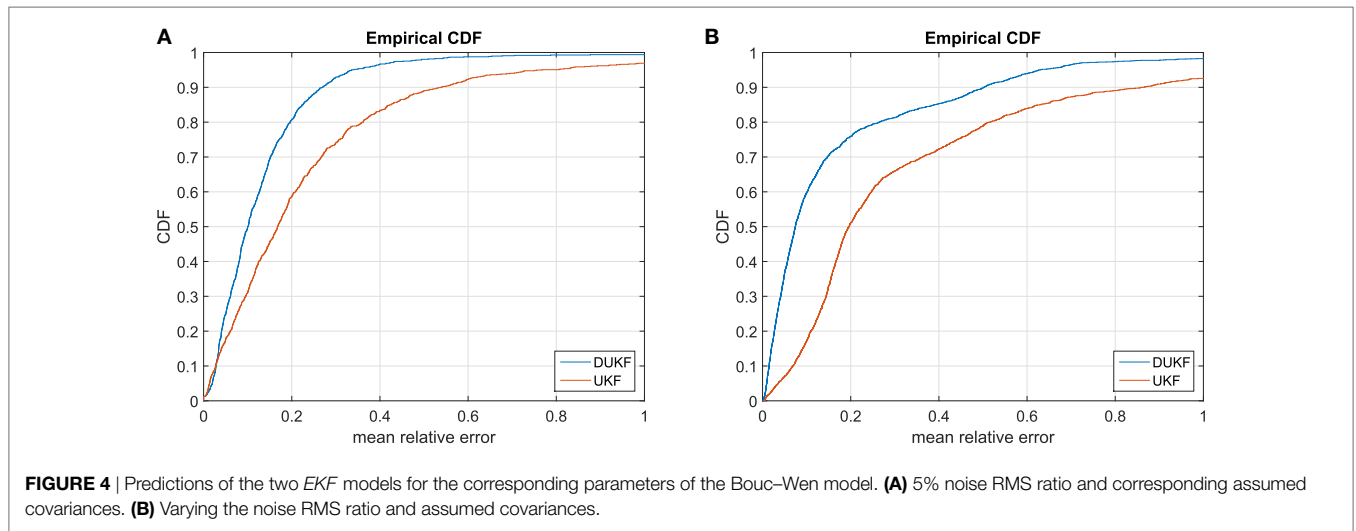 A
Empirical CDF
1
0.9
0.8
0.7
0.6
0.5
0.4
0.3
0.2
0.1
0
CDF
0 0.2 0.4 0.6 0.8 1
mean relative error
DUKF
UKF
B
Empirical CDF
1
0.9
0.8
0.7
0.6
0.5
0.4
0.3
0.2
0.1
0
CDF
0 0.2 0.4 0.6 0.8 1
mean relative error
DUKF
UKF
FIGURE 4 | Predictions of the two EKF models for the corresponding parameters of the Bouc–Wen model. (A) 5% noise RMS ratio and corresponding assumed
covariances. (B) Varying the noise RMS ratio and assumed covariances.